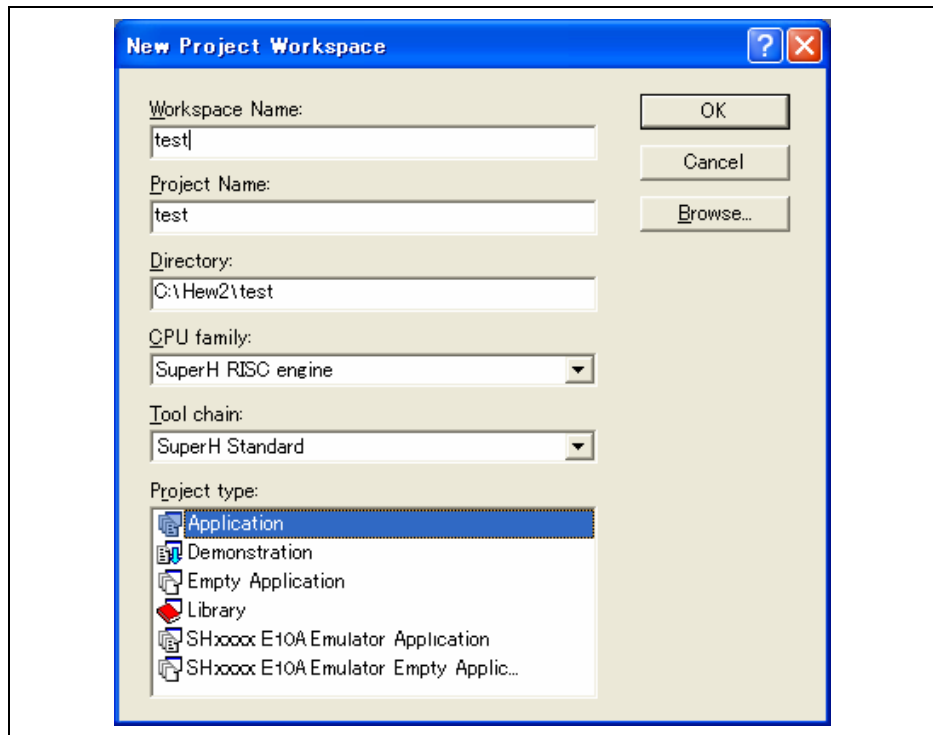 New Project Workspace
Workspace Name:
test
Project Name:
test
Directory:
C:\Hew2\test
CPU family:
SuperH RISC engine
Tool chain:
SuperH Standard
Project type:
Application
Demonstration
Empty Application
Library
SHxxxx E10A Emulator Application
SHxxxx E10A Emulator Empty Applic...
OK
Cancel
Browse...